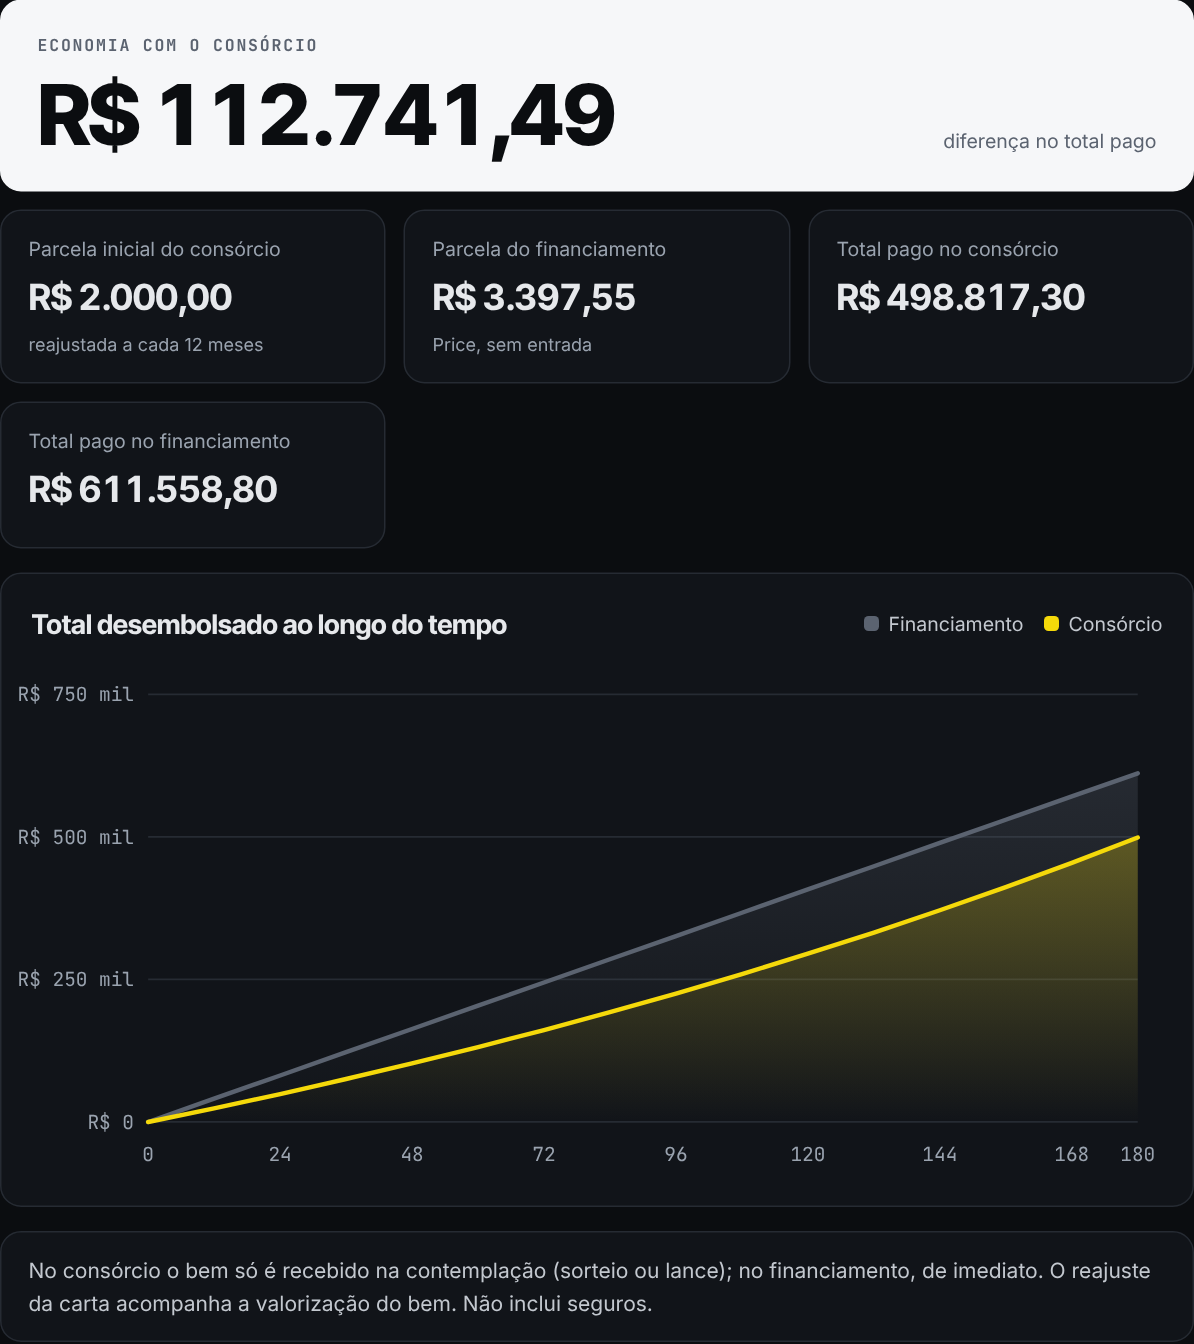 ECONOMIA COM O CONSÓRCIO
R$ 112.741,49
diferença no total pago
Parcela inicial do consórcio
R$ 2.000,00
reajustada a cada 12 meses
Parcela do financiamento
R$ 3.397,55
Price, sem entrada
Total pago no consórcio
R$ 498.817,30
Total pago no financiamento
R$ 611.558,80
Total desembolsado ao longo do tempo
Financiamento
Consórcio
R$ 750 mil
R$ 500 mil
R$ 250 mil
R$ 0
0 24 48 72 96 120 144 168 180
No consórcio o bem só é recebido na contemplação (sorteio ou lance); no financiamento, de imediato. O reajuste
da carta acompanha a valorização do bem. Não inclui seguros.